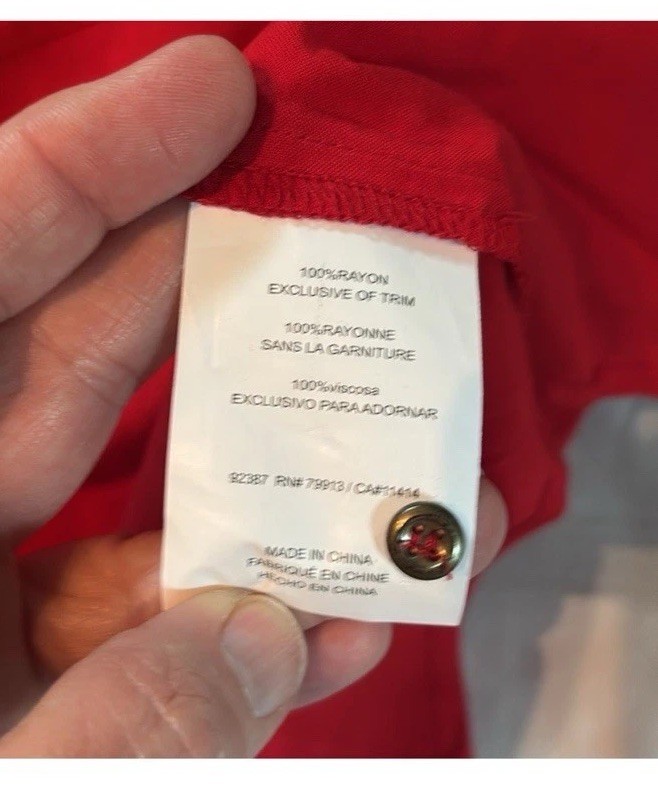 100%RAYON
EXCLUSIVE OF TRIM
100%RAYONNE
SANS LA GARNITURE
100%viscosa
EXCLUSIVO PARA ADORNAR
92387 RN# 79913 / CA#11414
MADE IN CHINA
FABRIQUÉ EN CHINE
HECHO EN CHINA